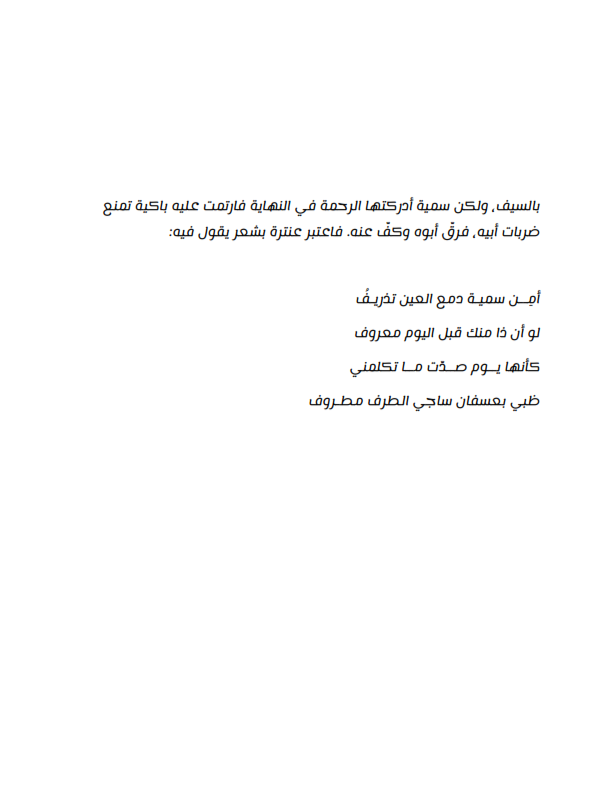 بالسيف، ولكن سمية أدركتها الرحمة في النهاية فارتمت عليه باكية تمنع
ضربات أبيه، فرقّ أبوه وكفّ عنه. فاعتبر عنترة بشعر يقول فيه:
أمِــن سميـة دمع العين تذريـفُ
لو أن ذا منك قبل اليوم معروف
كأنها يــوم صــدّت مــا تكلمني
ظبي بعسفان ساجي الطرف مطـروف